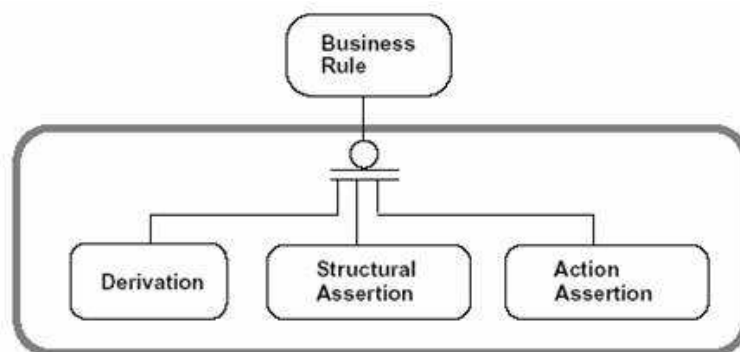 Business
Rule
Derivation
Structural
Assertion
Action
Assertion